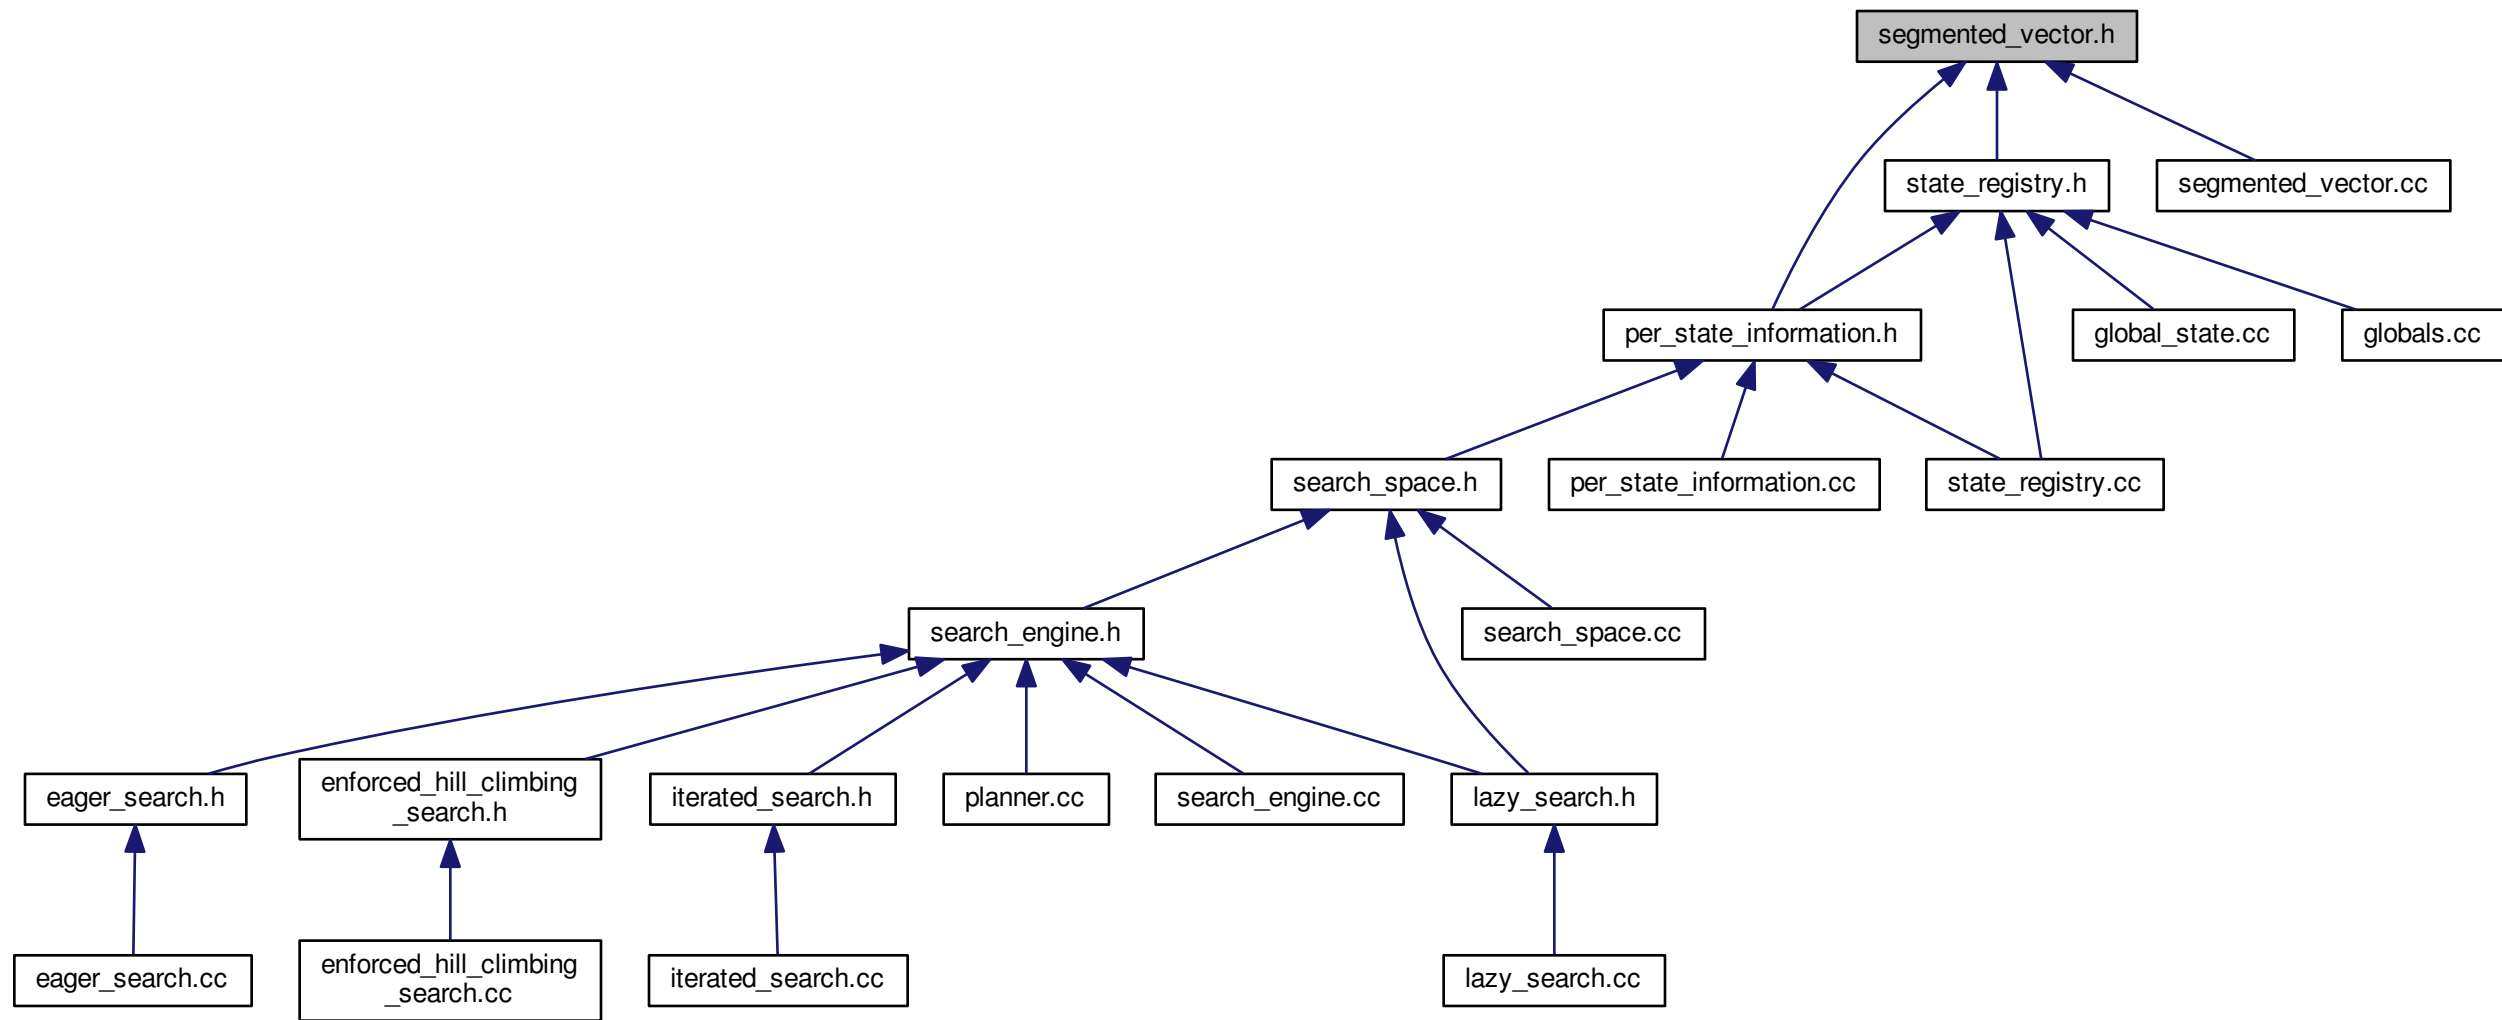 segmented_vector.h
state_registry.h
segmented_vector.cc
per_state_information.h
global_state.cc
globals.cc
search_space.h
per_state_information.cc
state_registry.cc
search_engine.h
search_space.cc
eager_search.h
enforced_hill_climbing
_search.h
iterated_search.h
planner.cc
search_engine.cc
lazy_search.h
eager_search.cc
enforced_hill_climbing
_search.cc
iterated_search.cc
lazy_search.cc